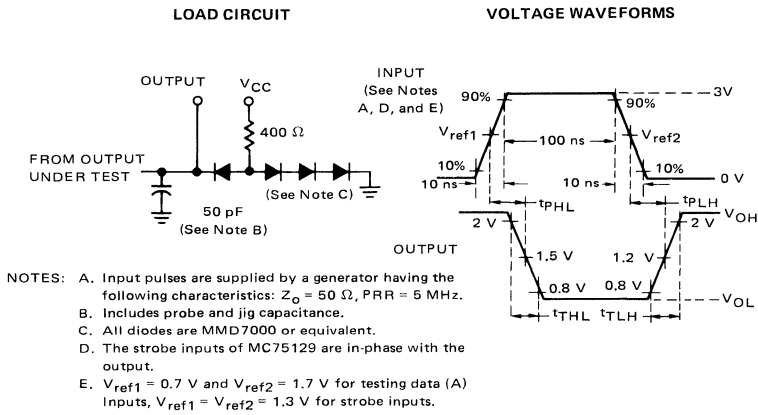 LOAD CIRCUIT
OUTPUT
VCC
400 Ω
FROM OUTPUT
UNDER TEST
(See Note C)
50 pF
(See Note B)
VOLTAGE WAVEFORMS
INPUT
(See Notes
A, D, and E)
90%
90%
3V
Vref1
100 ns
Vref2
10%
10%
10 ns
10 ns
0 V
tPHL
tPLH
2 V
2 V
VOH
OUTPUT
1.5 V
1.2 V
0.8 V
0.8 V
VOL
tTHL
tTLH
NOTES: A. Input pulses are supplied by a generator having the
following characteristics: Zo = 50 Ω, PRR = 5 MHz.
B. Includes probe and jig capacitance.
C. All diodes are MMD7000 or equivalent.
D. The strobe inputs of MC75129 are in-phase with the
output.
E. Vref1 = 0.7 V and Vref2 = 1.7 V for testing data (A)
Inputs, Vref1 = Vref2 = 1.3 V for strobe inputs.